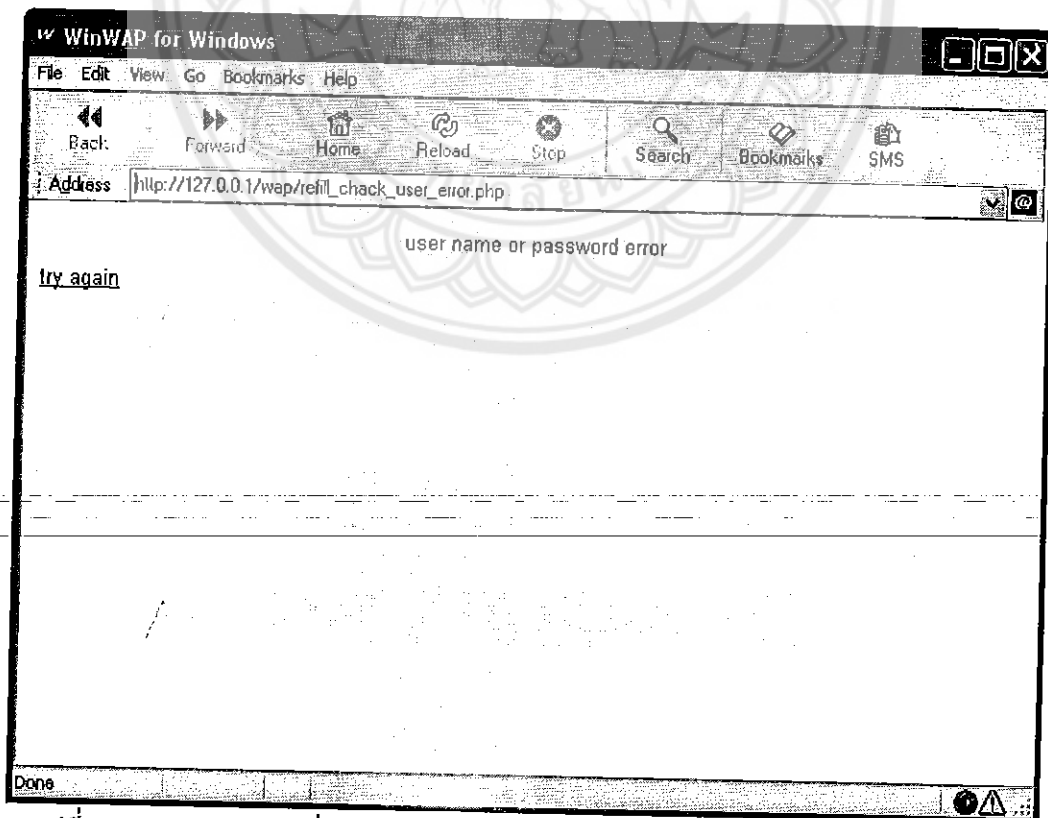 WinWAP for Windows
File Edit View Go Bookmarks Help
Back Forward Home Reload Stop Search Bookmarks SMS
Address http://127.0.0.1/wap/refill_chack_user_error.php
user name or password error
try again
Done